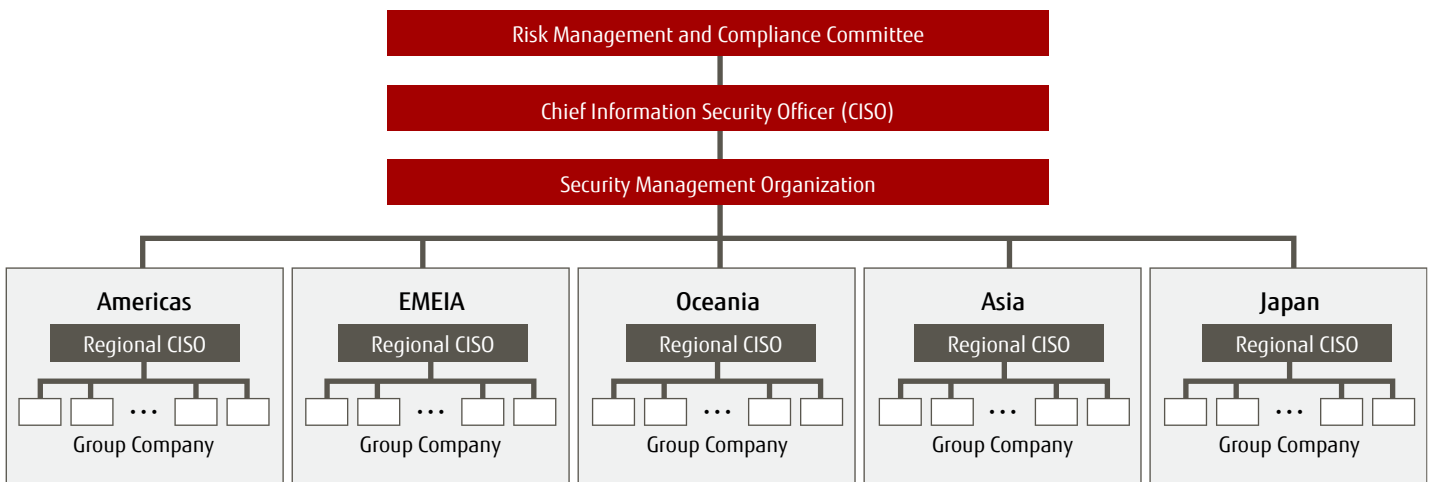 Risk Management and Compliance Committee
Chief Information Security Officer (CISO)
Security Management Organization
Americas
Regional CISO
...
Group Company
EMEIA
Regional CISO
...
Group Company
Oceania
Regional CISO
...
Group Company
Asia
Regional CISO
...
Group Company
Japan
Regional CISO
...
Group Company